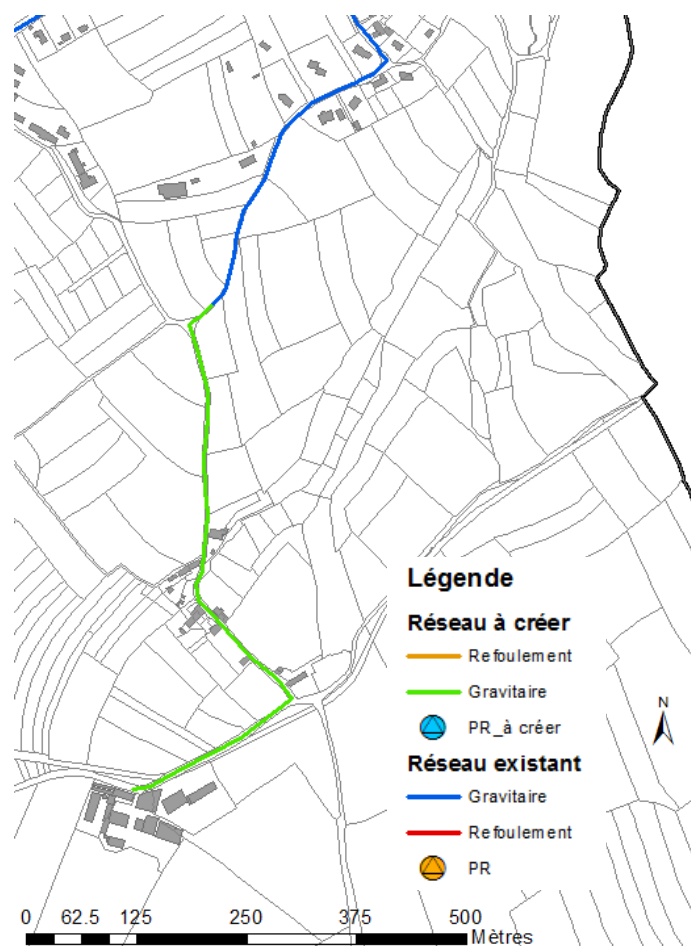 Légende
Réseau à créer
Refoulement
Gravitaire
PR_à créer
Réseau existant
Gravitaire
Refoulement
PR
N
0 62.5 125 250 375 500
Mètres